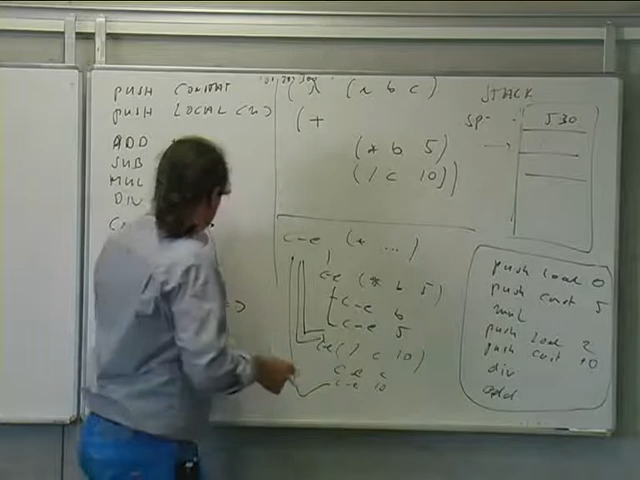 PUSH CONSTANT
PUSH LOCAL (n)
ADD
SUB
MUL
DIV
(λ (a b c)
(+
(* b 5)
(/ c 10)))
STACK
SP
530
c-e (+ ...)
c-e (* b 5)
c-e b
c-e 5
c-e (/ c 10)
c-e c
c-e 10
push local 0
push const 5
mul
push local 2
push const 10
div
add